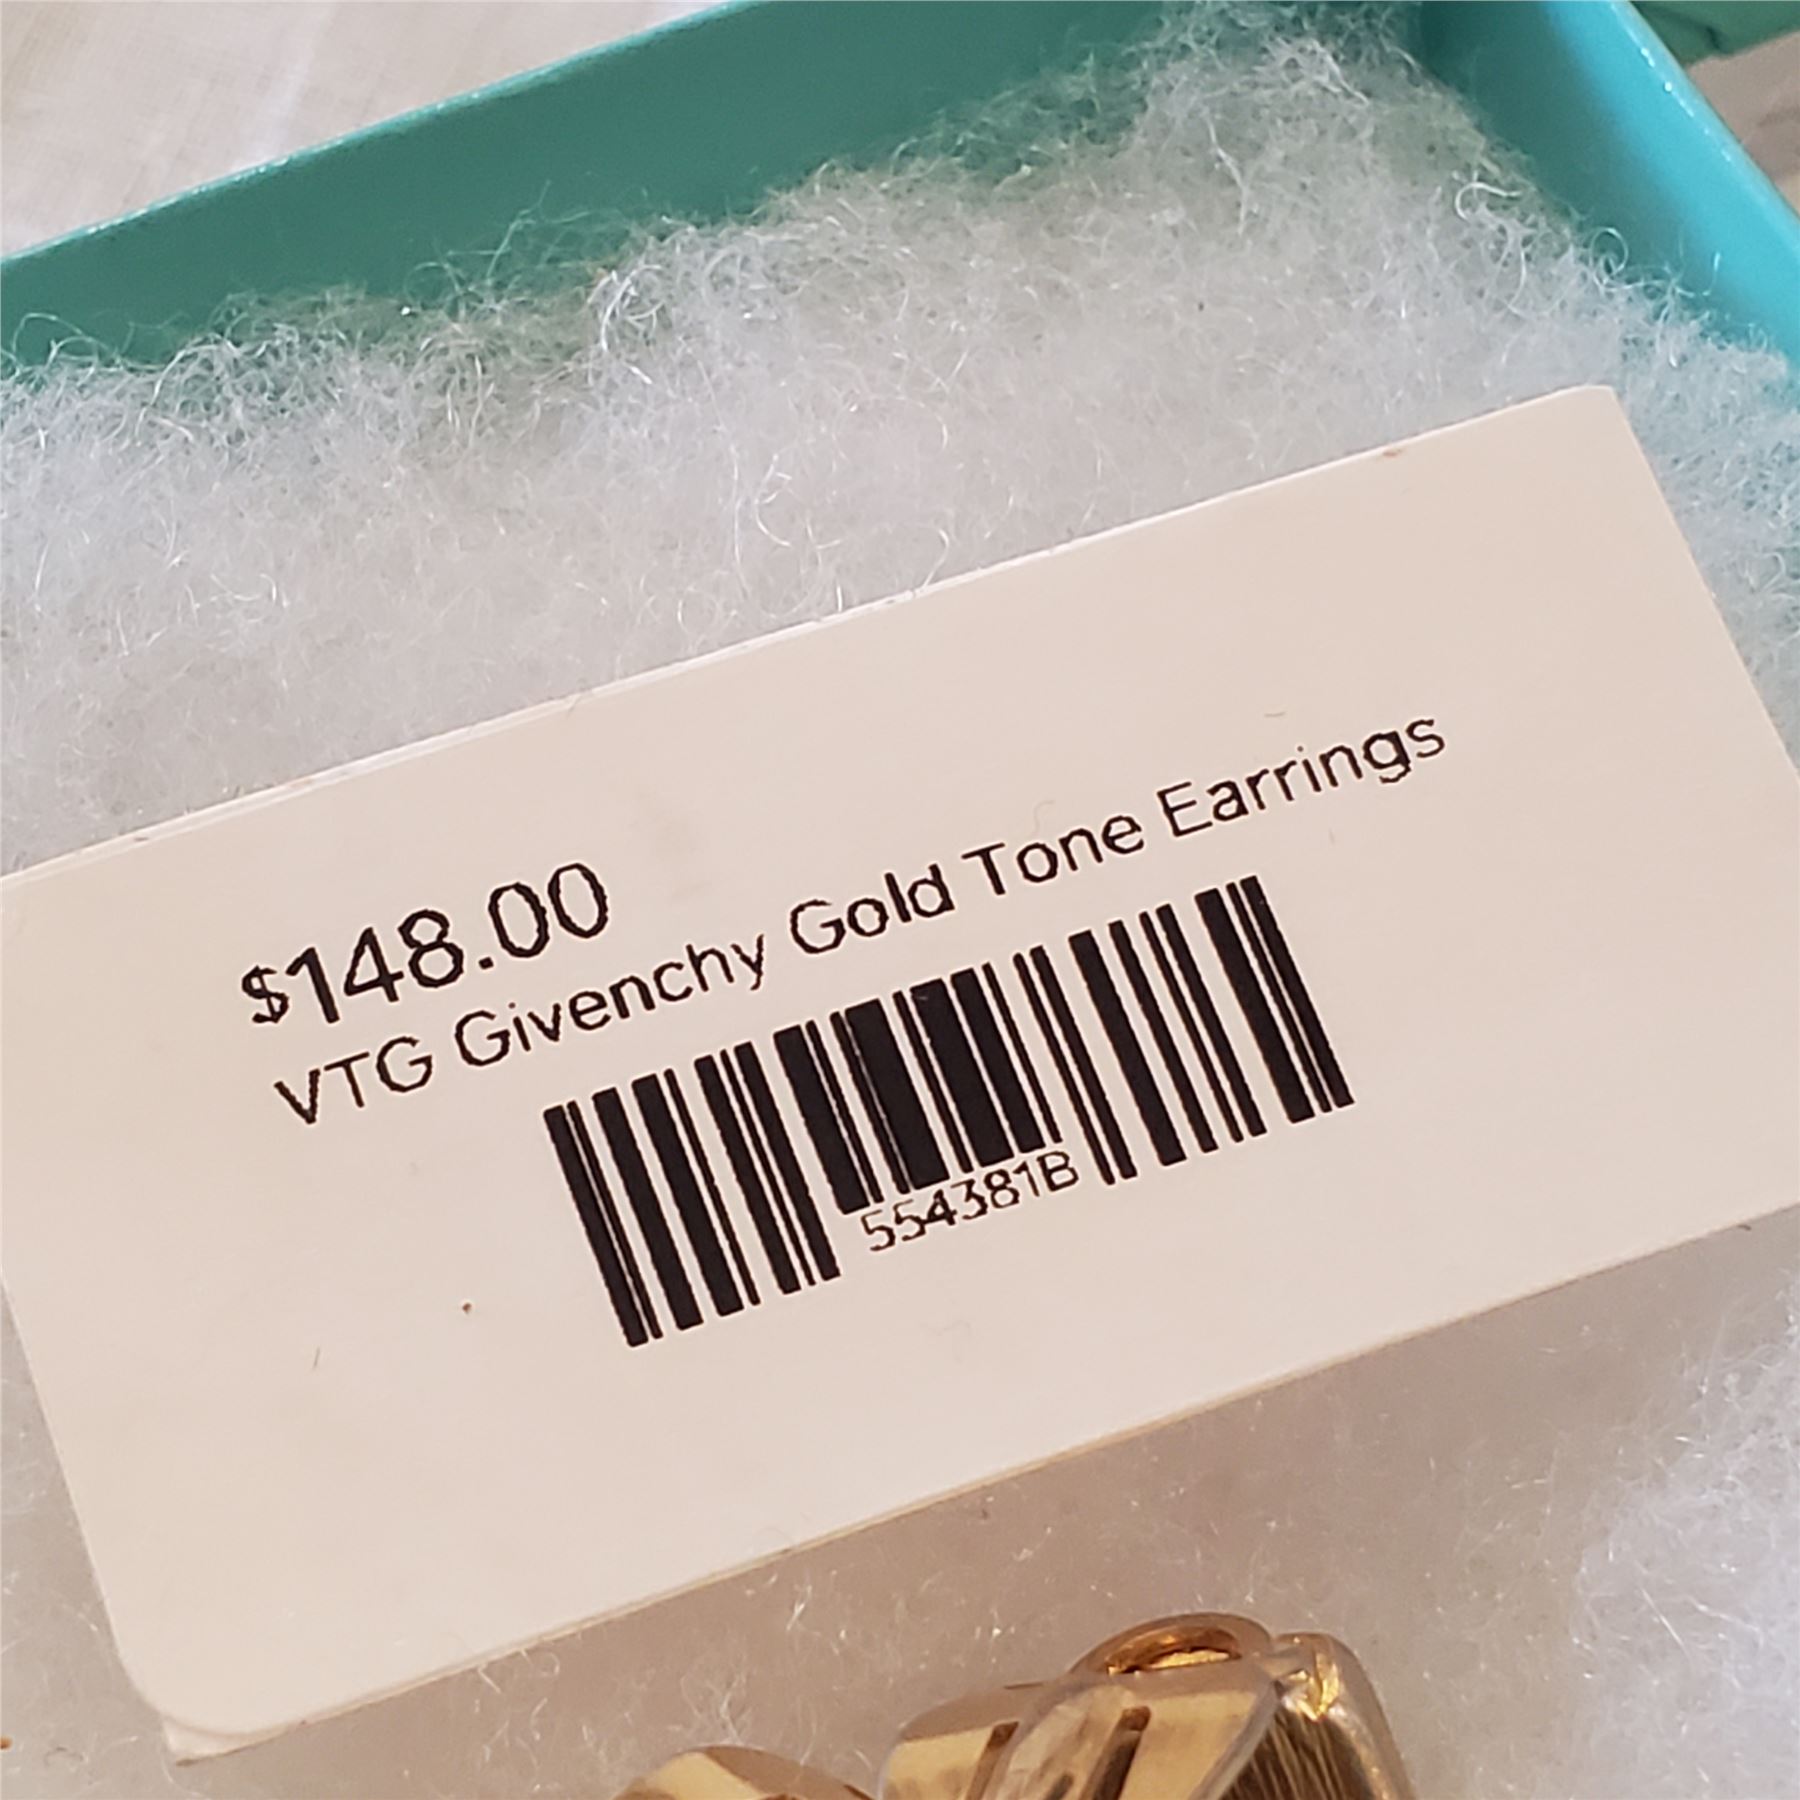 $148.00
VTG Givenchy Gold Tone Earrings
554381B